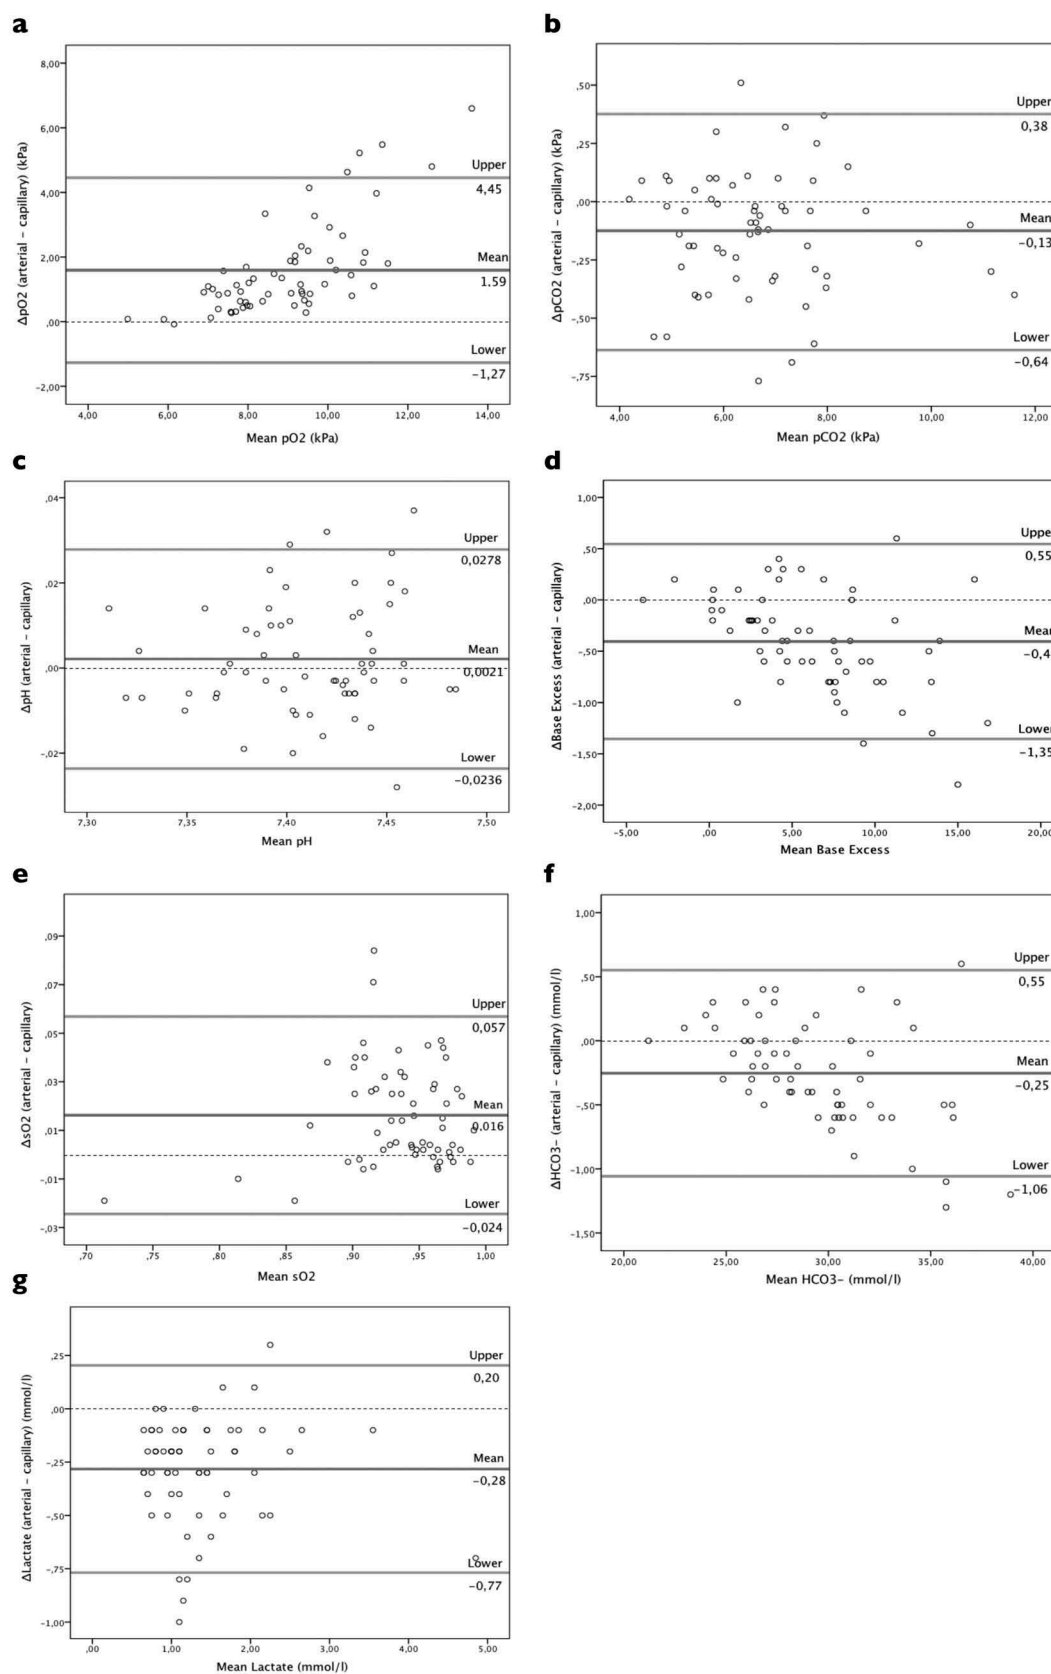 a
8,00
6,00
4,00
2,00
,00
−2,00
ΔpO2 (arterial − capillary) (kPa)
Upper
4,45
Mean
1.59
Lower
−1,27
4,00 6,00 8,00 10,00 12,00 14,00
Mean pO2 (kPa)
b
,50
,25
,00
−,25
−,50
−,75
ΔpCO2 (arterial − capillary) (kPa)
Upper
0,38
Mean
−0,13
Lower
−0,64
4,00 6,00 8,00 10,00 12,00
Mean pCO2 (kPa)
c
,04
,02
,00
−,02
ΔpH (arterial − capillary)
Upper
0,0278
Mean
0,0021
Lower
−0,0236
7,30 7,35 7,40 7,45 7,50
Mean pH
d
1,00
,50
,00
−,50
−1,00
−1,50
−2,00
ΔBase Excess (arterial − capillary)
Uppe
0,55
Mean
−0,4
Lower
−1,35
−5,00 ,00 5,00 10,00 15,00 20,0
Mean Base Excess
e
,09
,07
,05
,03
,01
−,01
−,03
ΔsO2 (arterial − capillary)
Upper
0,057
Mean
0,016
Lower
−0,024
,70 ,75 ,80 ,85 ,90 ,95 1,00
Mean sO2
f
1,00
,50
,00
−,50
−1,00
−1,50
ΔHCO3− (arterial − capillary) (mmol/l)
Upper
0,55
Mean
−0,25
Lower
−1,06
20,00 25,00 30,00 35,00 40,00
Mean HCO3− (mmol/l)
g
,25
,00
−,25
−,50
−,75
−1,00
ΔLactate (arterial − capillary) (mmol/l)
Upper
0,20
Mean
−0,28
Lower
−0,77
,00 1,00 2,00 3,00 4,00 5,00
Mean Lactate (mmol/l)